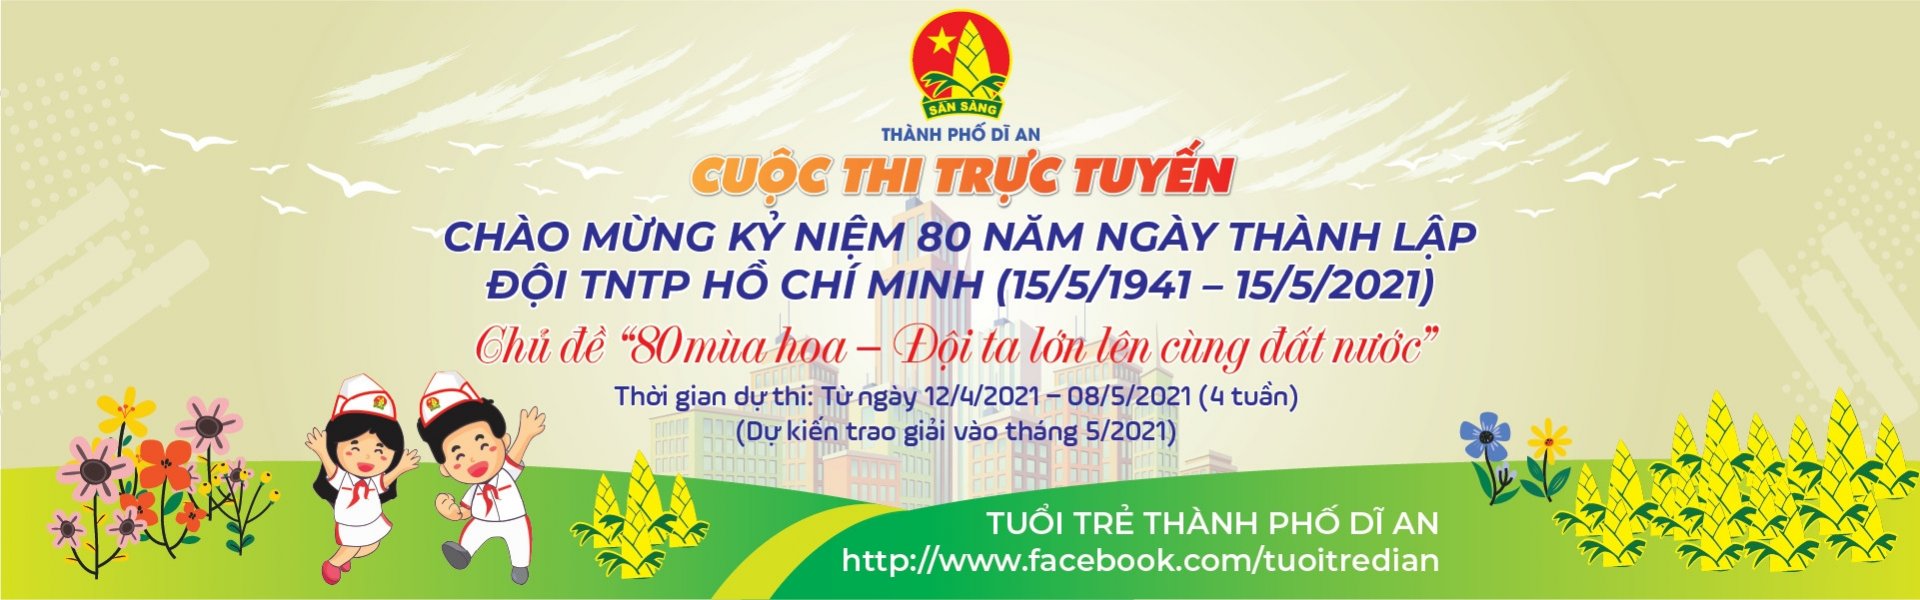 SẴN SÀNG
THÀNH PHỐ DĨ AN
CUỘC THI TRỰC TUYẾN
CHÀO MỪNG KỶ NIỆM 80 NĂM NGÀY THÀNH LẬP
ĐỘI TNTP HỒ CHÍ MINH (15/5/1941 – 15/5/2021)
Chủ đề “80 mùa hoa – Đội ta lớn lên cùng đất nước”
Thời gian dự thi: Từ ngày 12/4/2021 – 08/5/2021 (4 tuần)
(Dự kiến trao giải vào tháng 5/2021)
TUỔI TRẺ THÀNH PHỐ DĨ AN
http://www.facebook.com/tuoitredian